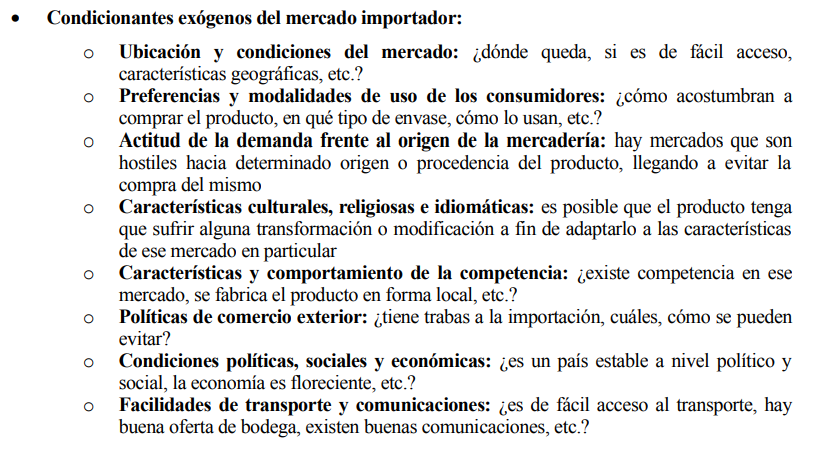 • Condicionantes exógenos del mercado importador:
o Ubicación y condiciones del mercado: ¿dónde queda, si es de fácil acceso,
características geográficas, etc.?
o Preferencias y modalidades de uso de los consumidores: ¿cómo acostumbran a
comprar el producto, en qué tipo de envase, cómo lo usan, etc.?
o Actitud de la demanda frente al origen de la mercadería: hay mercados que son
hostiles hacia determinado origen o procedencia del producto, llegando a evitar la
compra del mismo
o Características culturales, religiosas e idiomáticas: es posible que el producto tenga
que sufrir alguna transformación o modificación a fin de adaptarlo a las características
de ese mercado en particular
o Características y comportamiento de la competencia: ¿existe competencia en ese
mercado, se fabrica el producto en forma local, etc.?
o Políticas de comercio exterior: ¿tiene trabas a la importación, cuáles, cómo se pueden
evitar?
o Condiciones políticas, sociales y económicas: ¿es un país estable a nivel político y
social, la economía es floreciente, etc.?
o Facilidades de transporte y comunicaciones: ¿es de fácil acceso al transporte, hay
buena oferta de bodega, existen buenas comunicaciones, etc.?